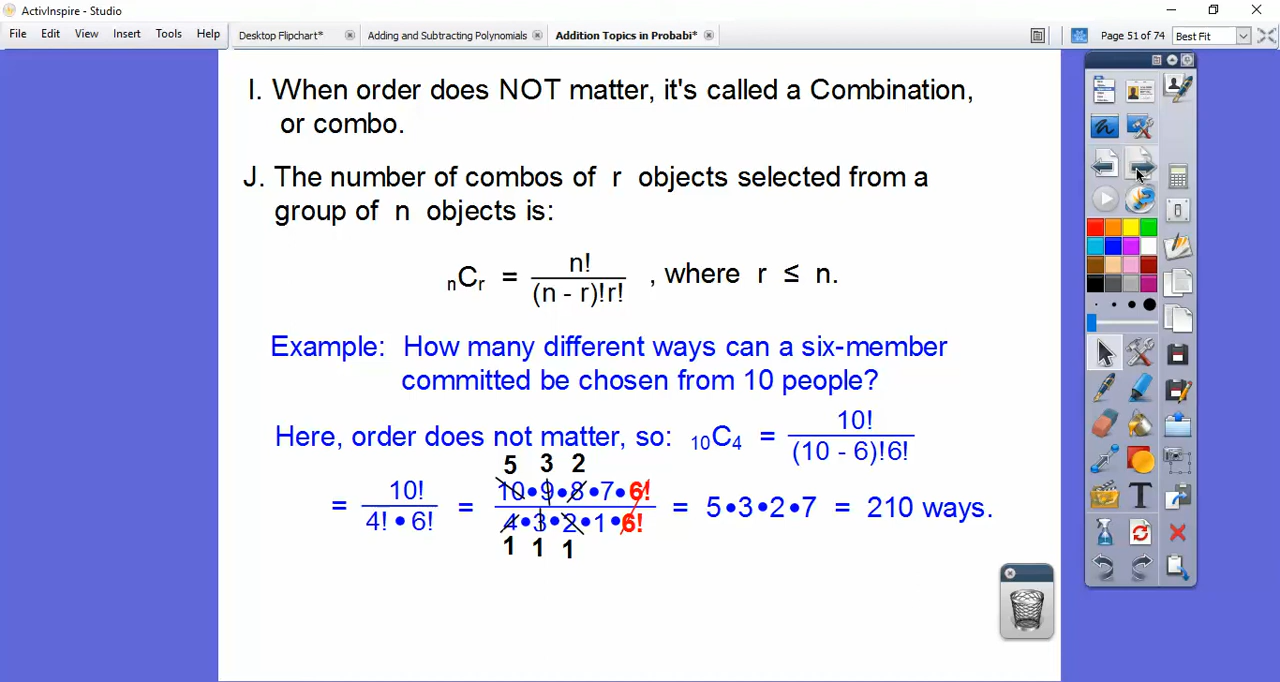 ActivInspire - Studio
File Edit View Insert Tools Help
Desktop Flipchart* Adding and Subtracting Polynomials Addition Topics in Probabi* Page 51 of 74 Best Fit
I. When order does NOT matter, it's called a Combination,
or combo.
J. The number of combos of r objects selected from a
group of n objects is:
nCr = n! / (n - r)!r! , where r ≤ n.
Example: How many different ways can a six-member
committed be chosen from 10 people?
Here, order does not matter, so: 10C4 = 10! / (10 - 6)!6!
5 3 2
= 10! / 4! • 6! = 10•9•8•7•6! / 4•3•2•1•6! = 5•3•2•7 = 210 ways.
1 1 1